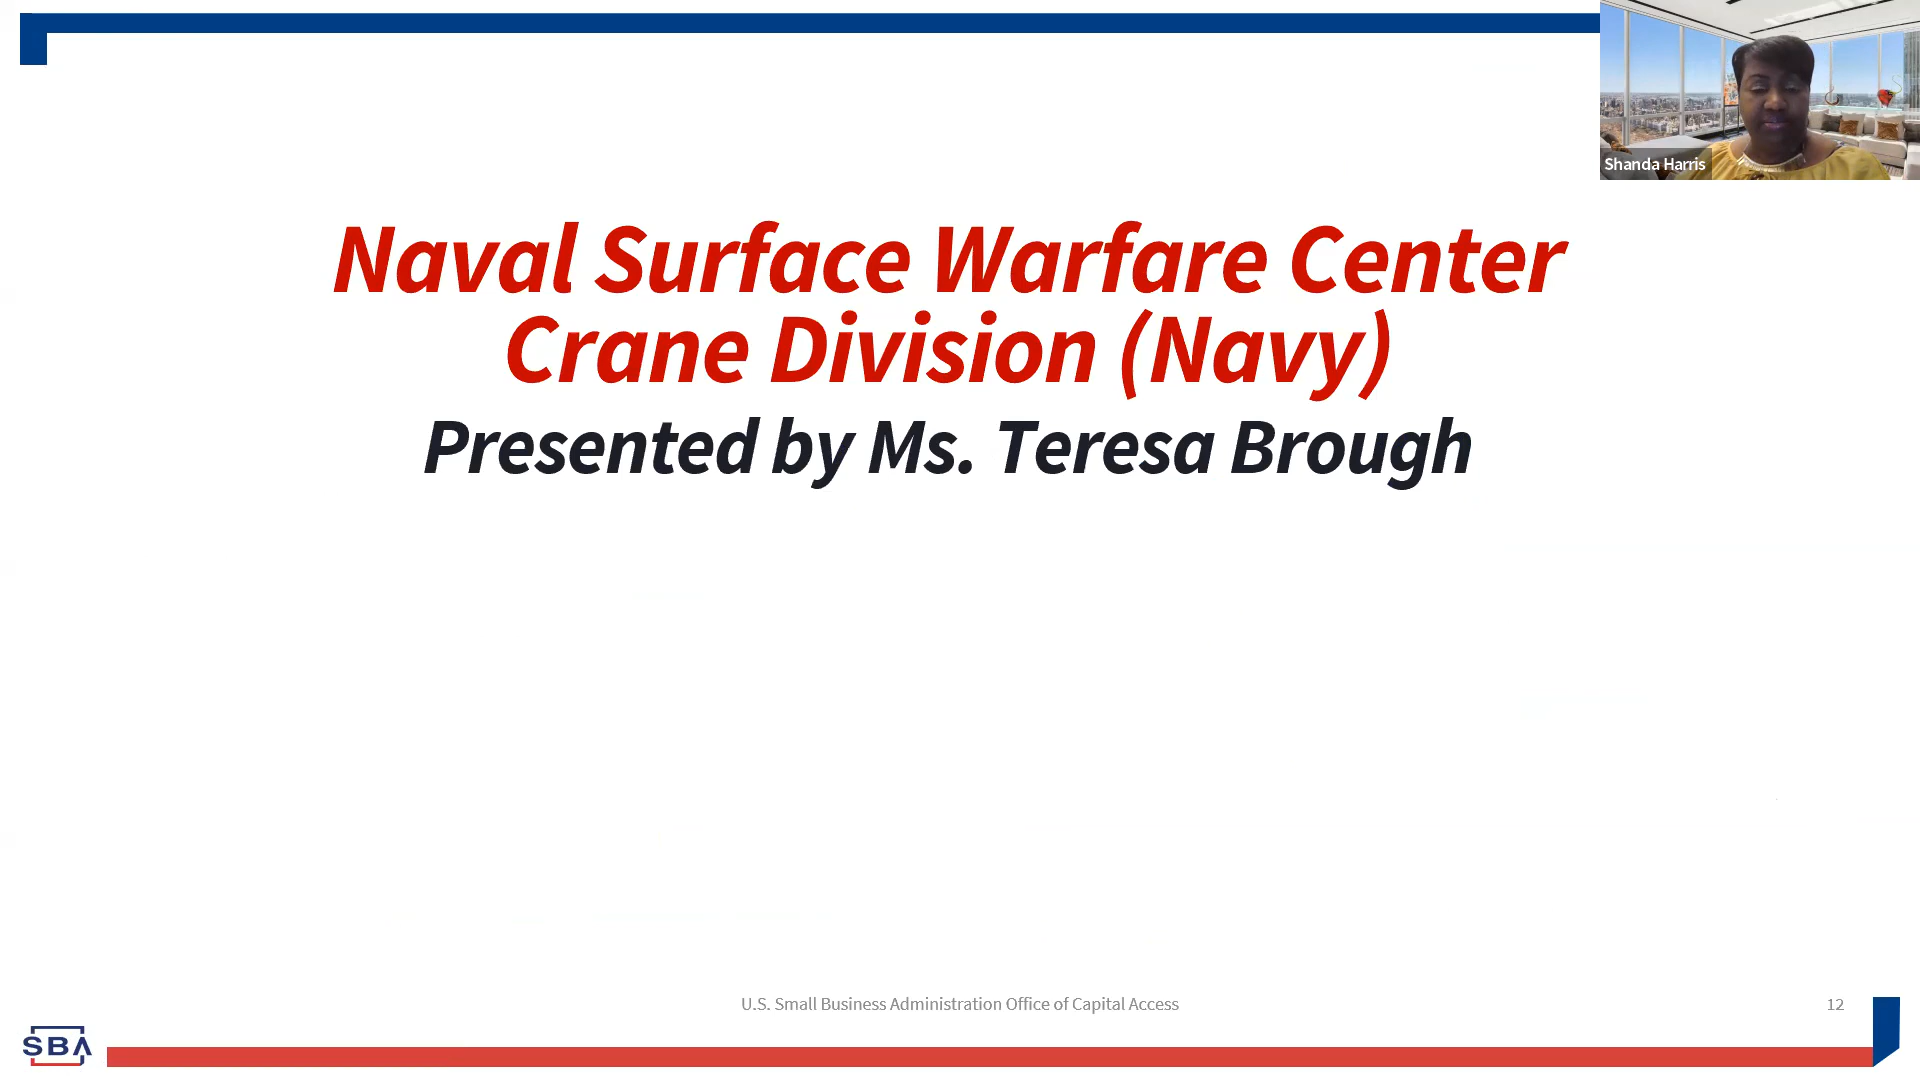 Shanda Harris
Naval Surface Warfare Center
Crane Division (Navy)
Presented by Ms. Teresa Brough
U.S. Small Business Administration Office of Capital Access
12
SBA